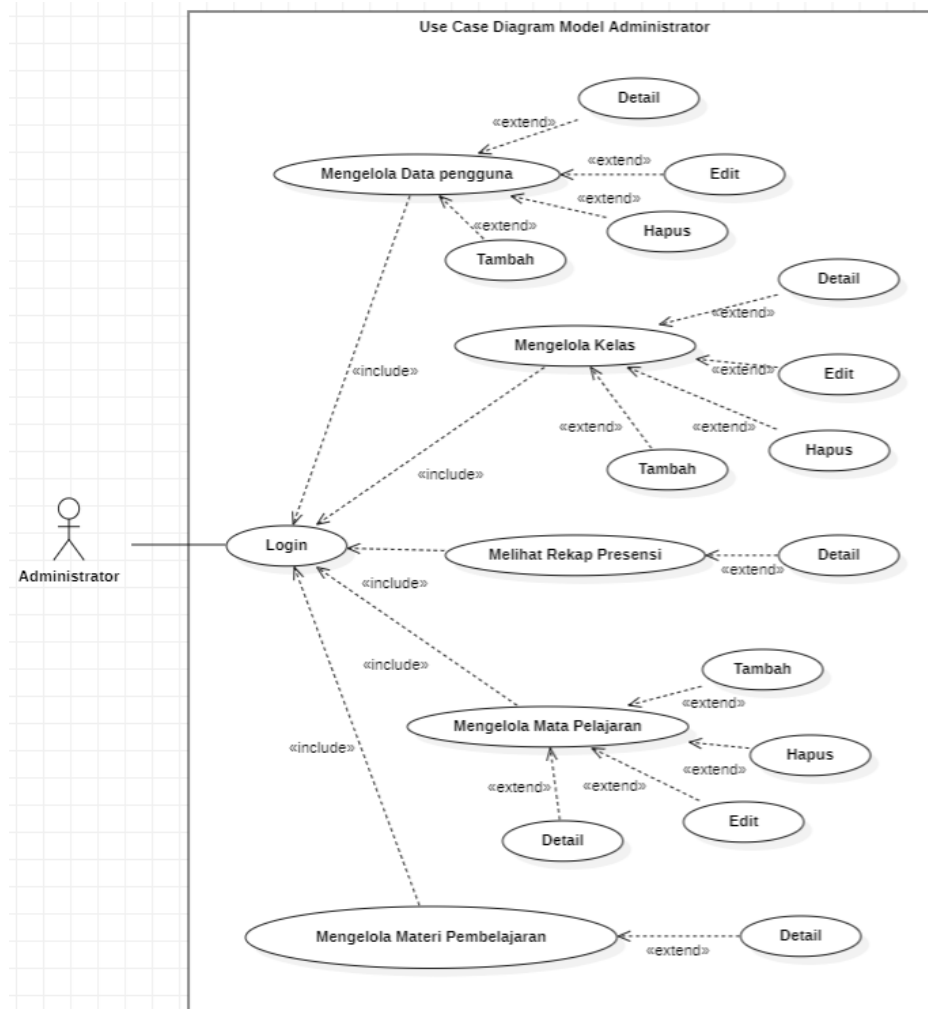 Use Case Diagram Model Administrator
Detail
«extend»
Mengelola Data pengguna
«extend»
Edit
«extend»
Hapus
«extend»
Tambah
Detail
«extend»
Mengelola Kelas
«extend»
Edit
«include»
«extend»
«extend»
Hapus
Tambah
«include»
Administrator
Login
Melihat Rekap Presensi
Detail
«extend»
«include»
«include»
Tambah
«extend»
Mengelola Mata Pelajaran
Hapus
«extend»
«include»
«extend»
«extend»
Edit
Detail
Mengelola Materi Pembelajaran
Detail
«extend»